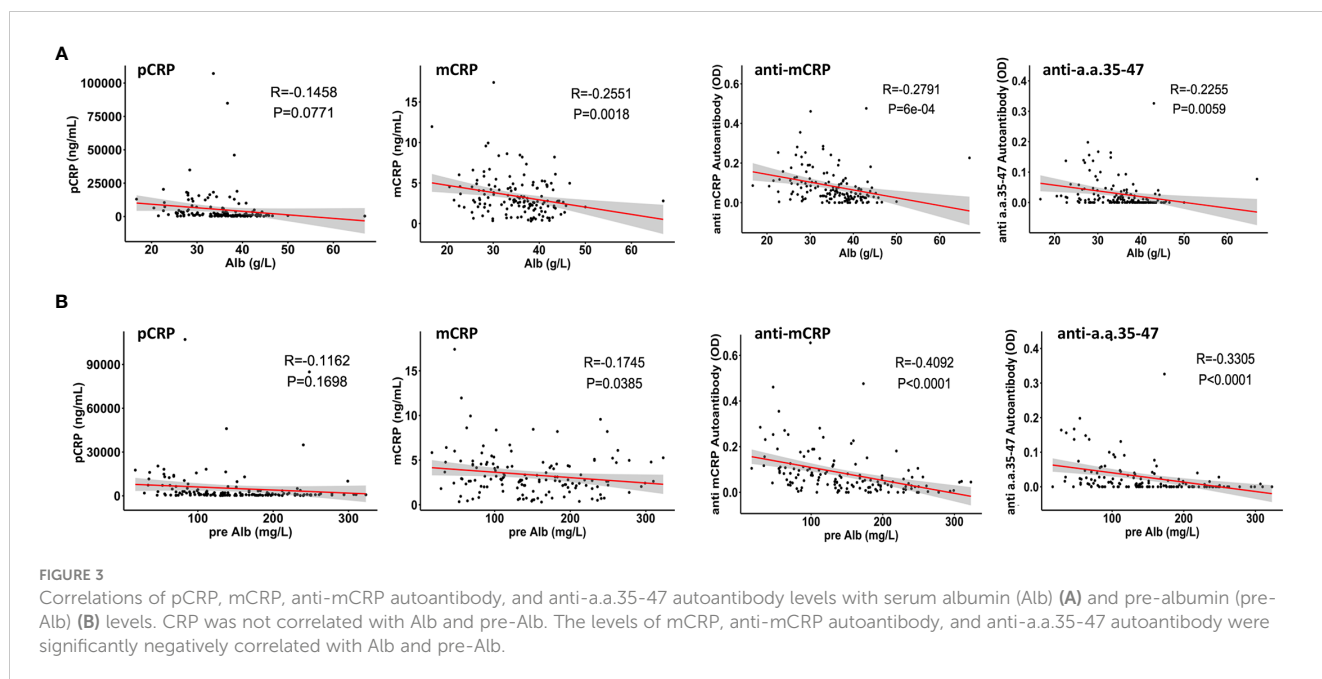 A
pCRP
R=-0.1458
P=0.0771
100000
75000
50000
25000
0
pCRP (ng/mL)
20 30 40 50 60
Alb (g/L)
mCRP
R=-0.2551
P=0.0018
15
10
5
0
mCRP (ng/mL)
20 30 40 50 60
Alb (g/L)
anti-mCRP
R=-0.2791
P=6e-04
0.6
0.4
0.2
0.0
anti mCRP Autoantibody (OD)
20 30 40 50 60
Alb (g/L)
anti-a.a.35-47
R=-0.2255
P=0.0059
0.4
0.3
0.2
0.1
0.0
anti a.a.35-47 Autoantibody (OD)
20 30 40 50 60
Alb (g/L)
B
pCRP
R=-0.1162
P=0.1698
90000
60000
30000
0
pCRP (ng/mL)
100 200 300
pre Alb (mg/L)
mCRP
R=-0.1745
P=0.0385
15
10
5
0
mCRP (ng/mL)
100 200 300
pre Alb (mg/L)
anti-mCRP
R=-0.4092
P<0.0001
0.6
0.4
0.2
0.0
anti mCRP Autoantibody (OD)
100 200 300
pre Alb (mg/L)
anti-a.a.35-47
R=-0.3305
P<0.0001
0.4
0.3
0.2
0.1
0.0
anti a.a.35-47 Autoantibody (OD)
100 200 300
pre Alb (mg/L)
FIGURE 3
Correlations of pCRP, mCRP, anti-mCRP autoantibody, and anti-a.a.35-47 autoantibody levels with serum albumin (Alb) (A) and pre-albumin (pre-
Alb) (B) levels. CRP was not correlated with Alb and pre-Alb. The levels of mCRP, anti-mCRP autoantibody, and anti-a.a.35-47 autoantibody were
significantly negatively correlated with Alb and pre-Alb.